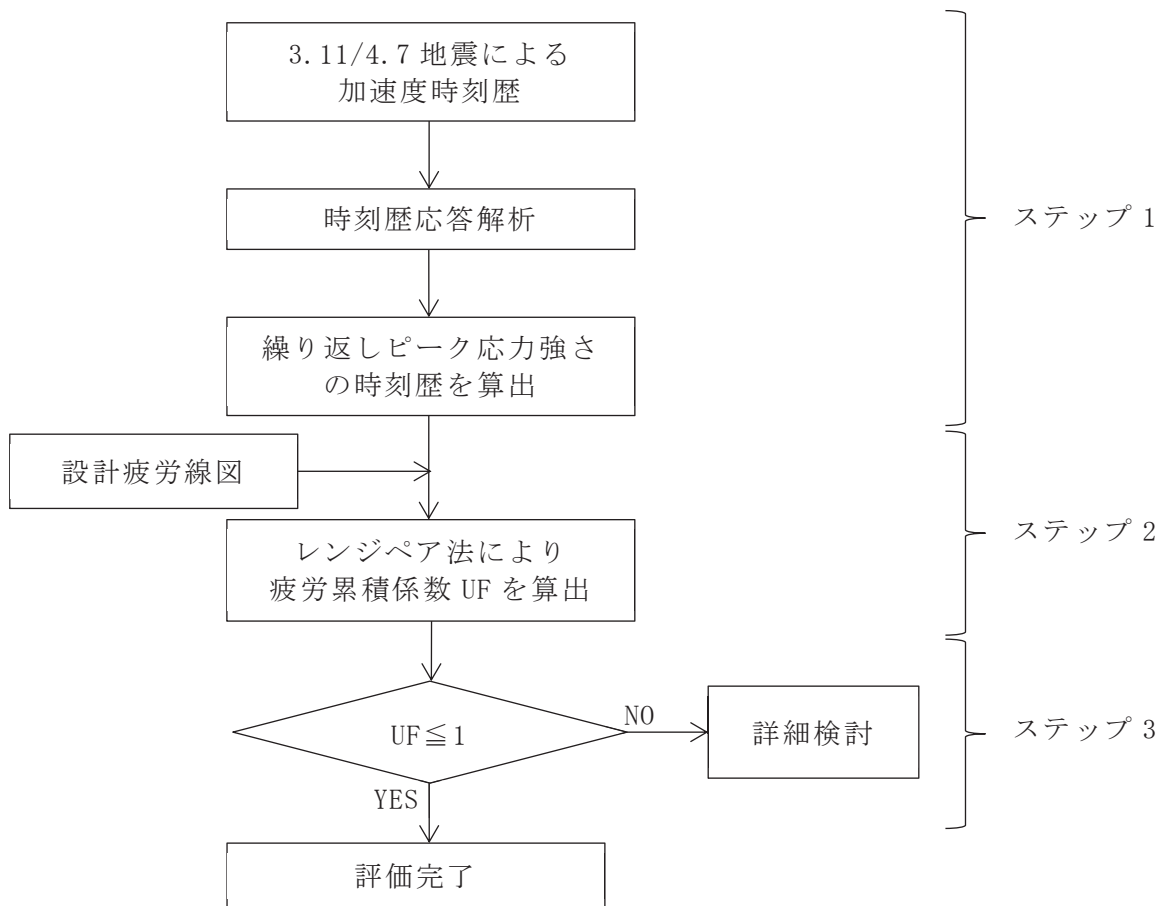 3.11/4.7 地震による
加速度時刻歴
時刻歴応答解析
ステップ 1
繰り返しピーク応力強さ
の時刻歴を算出
設計疲労線図
レンジペア法により
疲労累積係数 UF を算出
ステップ 2
UF≦1
NO
詳細検討
ステップ 3
YES
評価完了